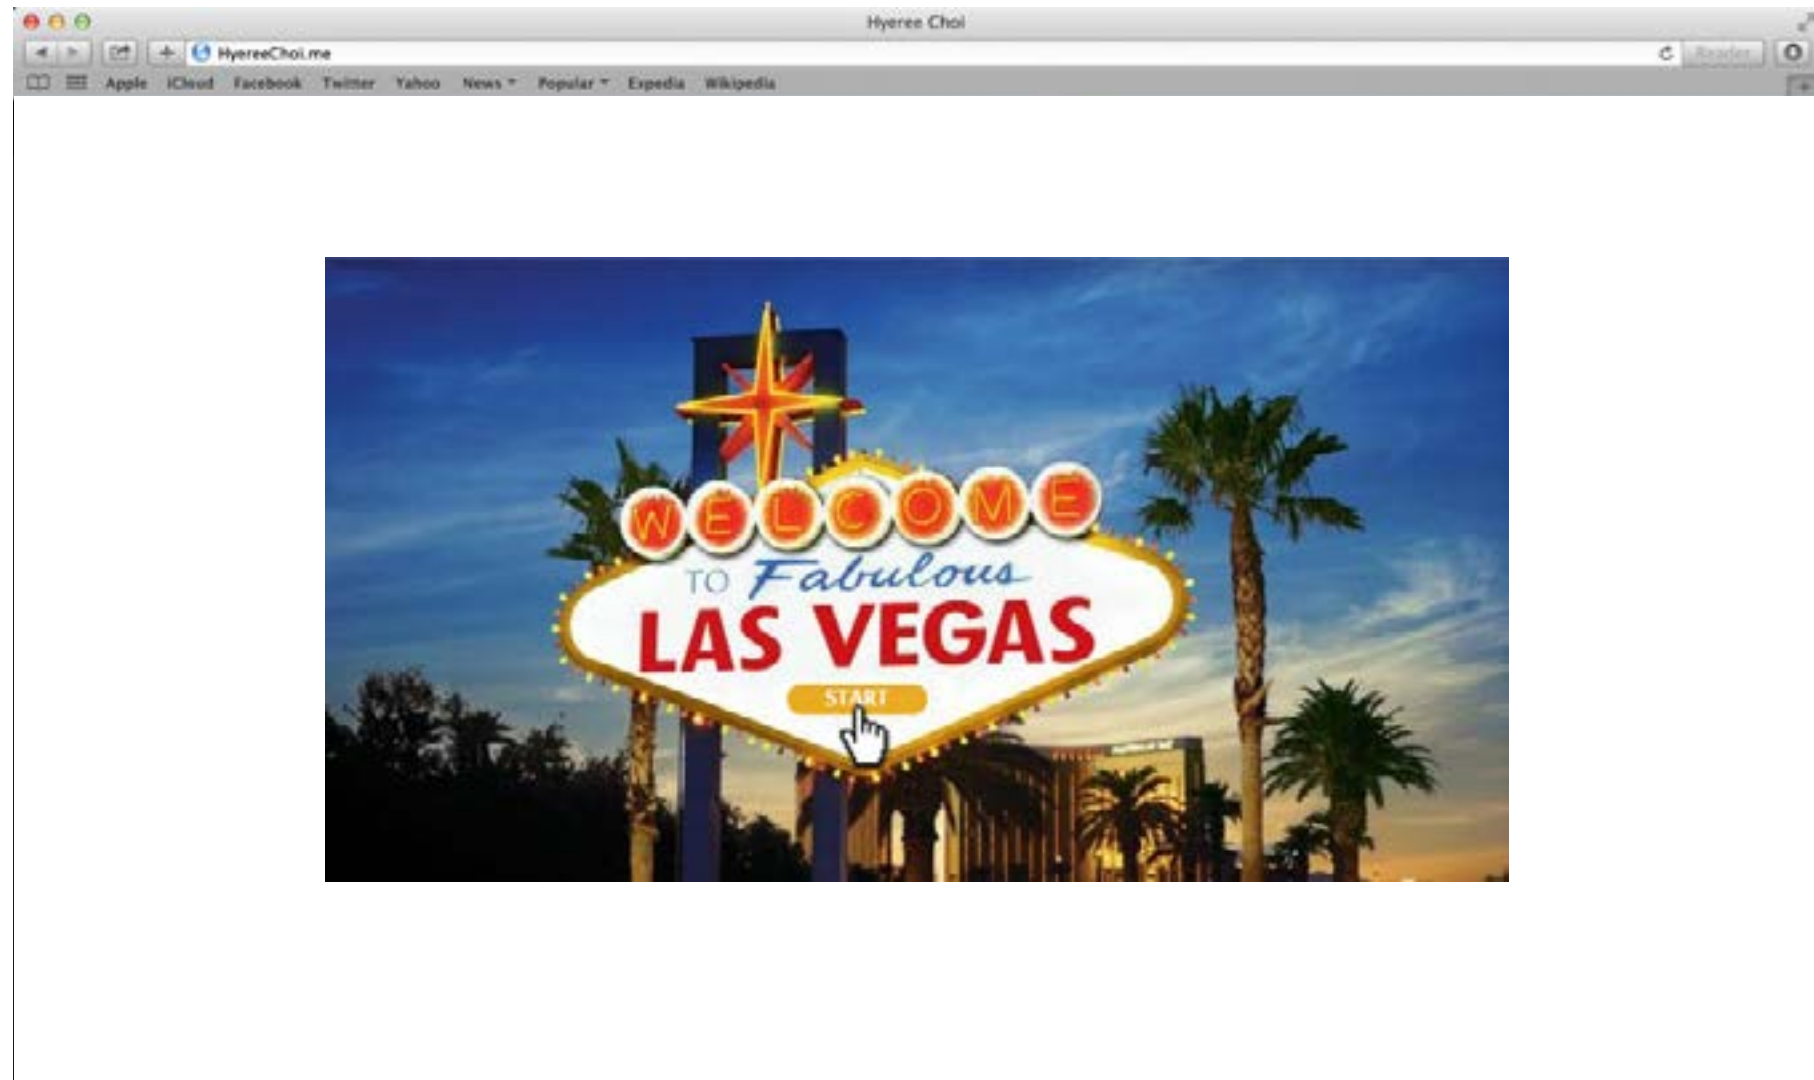 Hyeree Choi
HyereeChoi.me
Reader
Apple iCloud Facebook Twitter Yahoo News Popular Expedia Wikipedia
WELCOME
TO Fabulous
LAS VEGAS
START